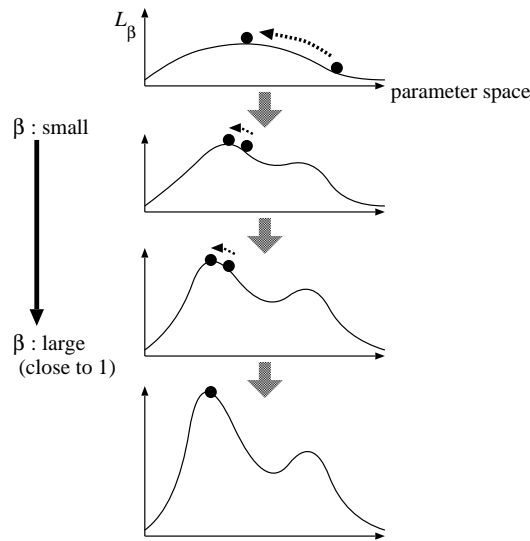 L_β
parameter space
β : small
β : large
(close to 1)